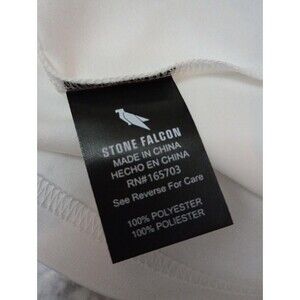 STONE FALCON
MADE IN CHINA
HECHO EN CHINA
RN#165703
See Reverse For Care
100% POLYESTER
100% POLIESTER